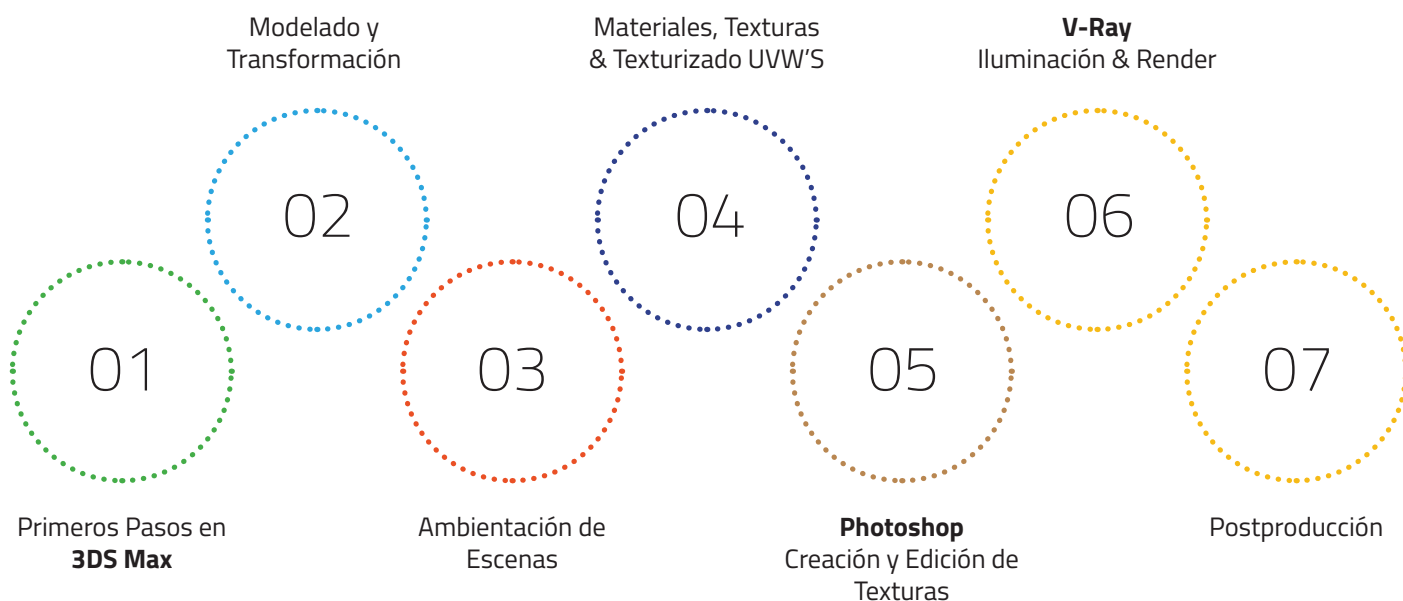 Modelado y
Transformación
Materiales, Texturas
& Texturizado UVW'S
V-Ray
Iluminación & Render
02
04
06
01
03
05
07
Primeros Pasos en
3DS Max
Ambientación de
Escenas
Photoshop
Creación y Edición de
Texturas
Postproducción